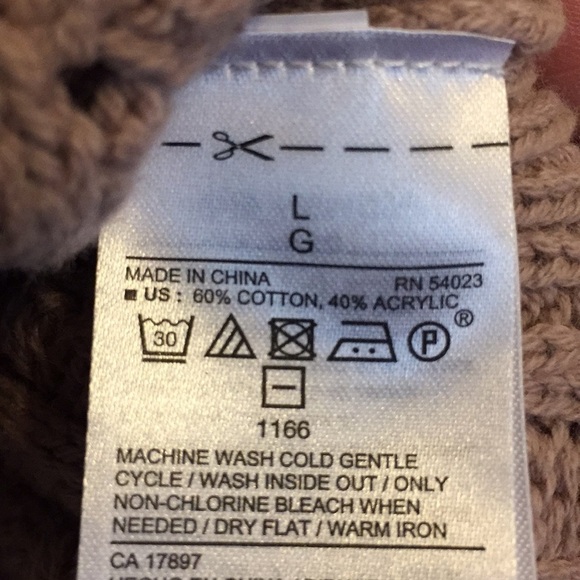 L
G
MADE IN CHINA RN 54023
US : 60% COTTON, 40% ACRYLIC
30 P ®
1166
MACHINE WASH COLD GENTLE
CYCLE / WASH INSIDE OUT / ONLY
NON-CHLORINE BLEACH WHEN
NEEDED / DRY FLAT / WARM IRON
CA 17897